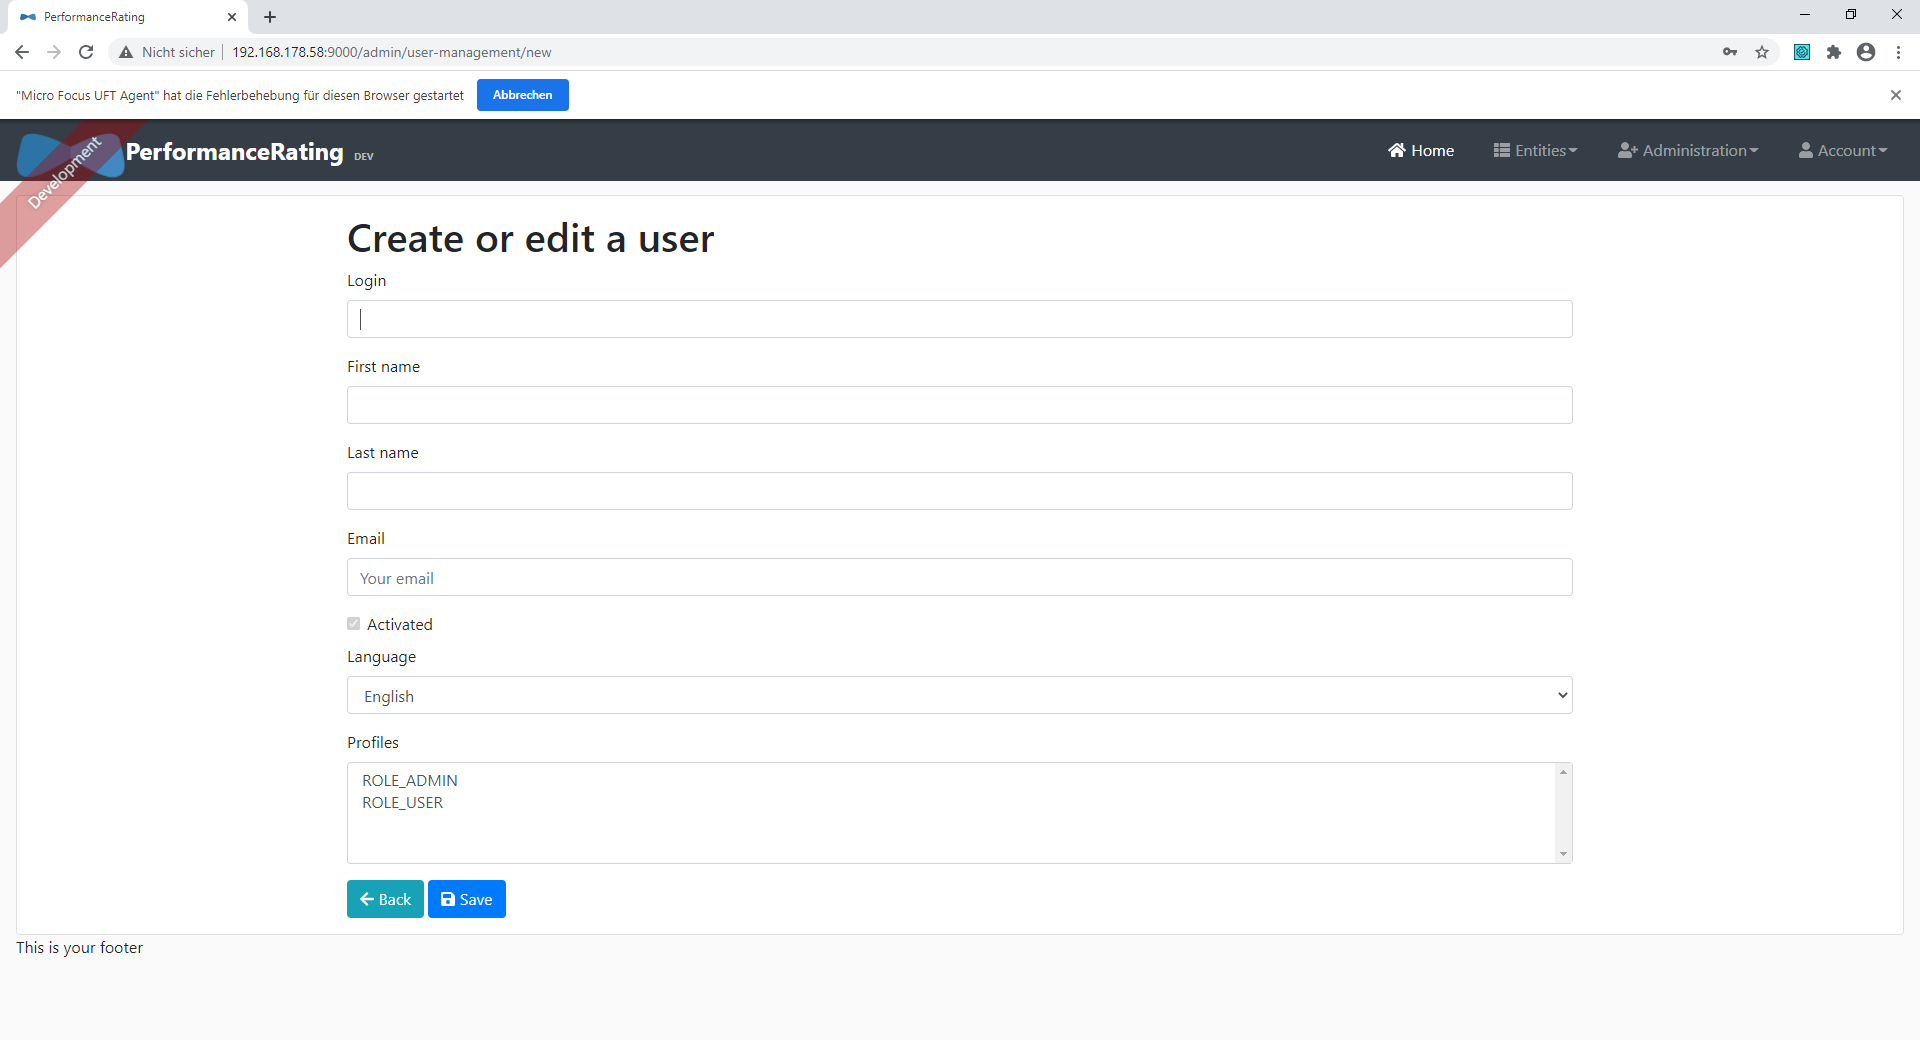 PerformanceRating
Nicht sicher 192.168.178.58:9000/admin/user-management/new
"Micro Focus UFT Agent" hat die Fehlerbehebung für diesen Browser gestartet Abbrechen
Development
PerformanceRating DEV
Home Entities Administration Account
Create or edit a user
Login
First name
Last name
Email
Your email
Activated
Language
English
Profiles
ROLE_ADMIN
ROLE_USER
Back Save
This is your footer